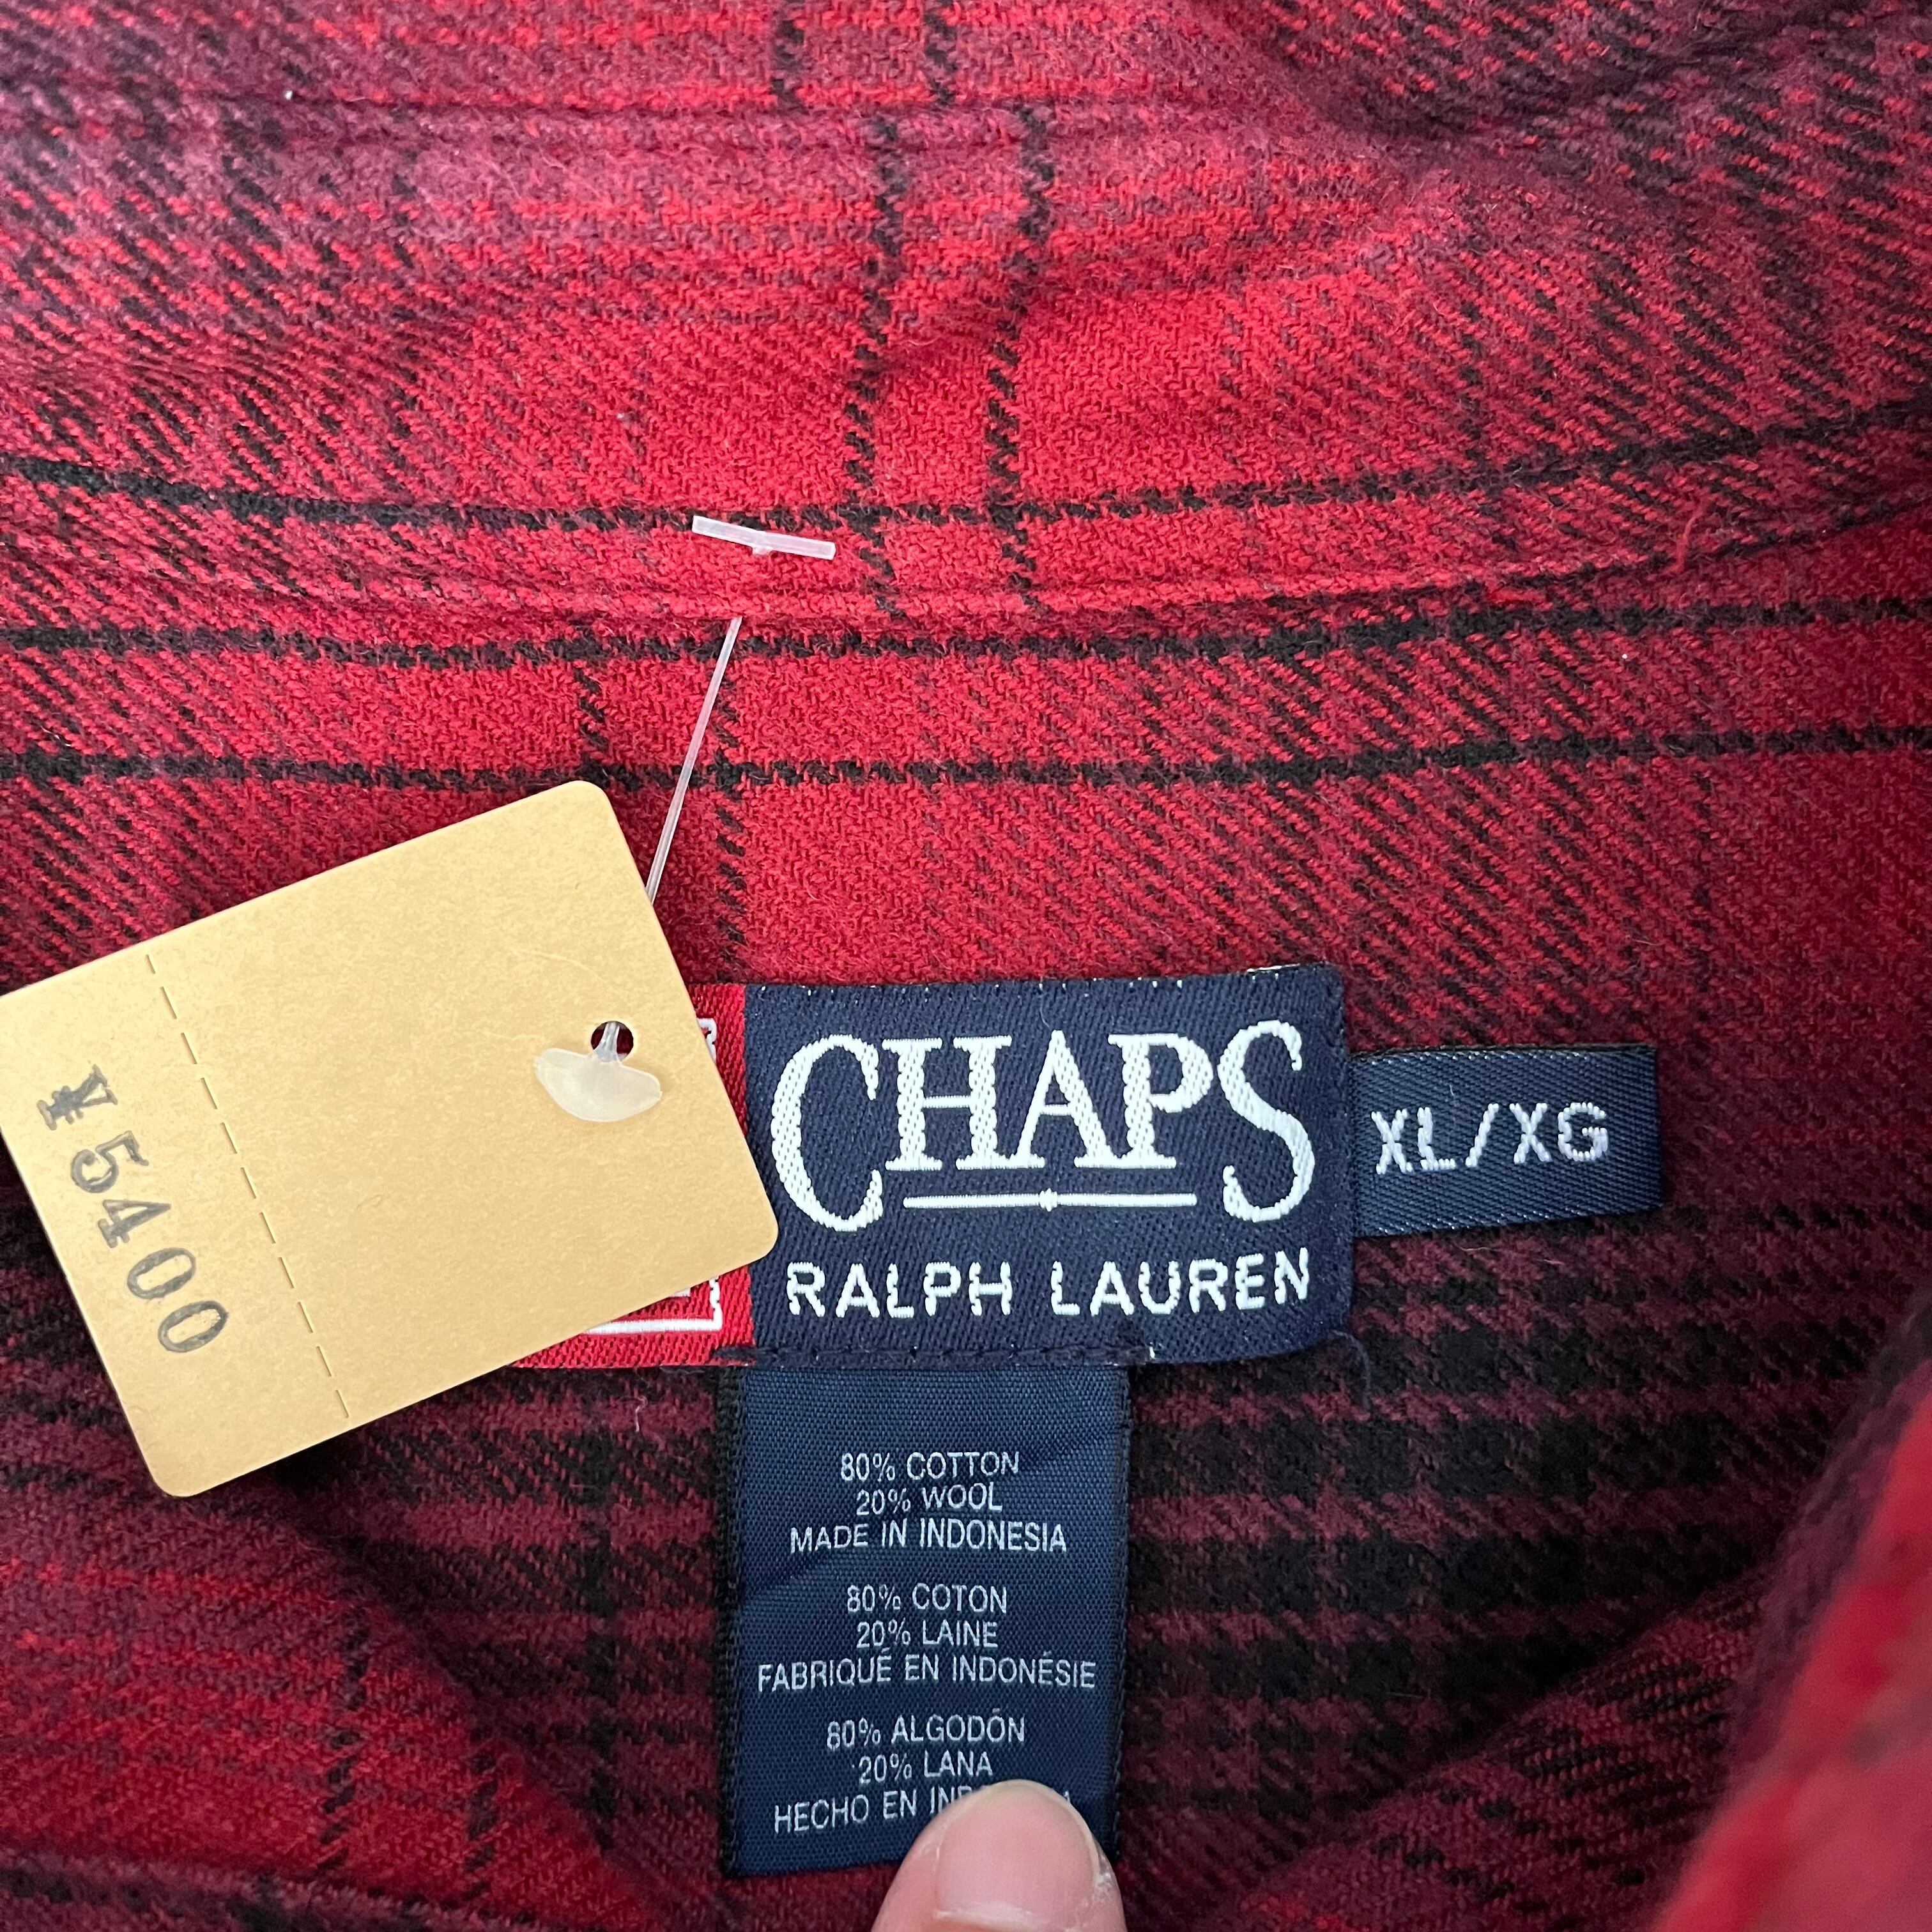 ¥5400
CHAPS
RALPH LAUREN
XL/XG
80% COTTON
20% WOOL
MADE IN INDONESIA
80% COTON
20% LAINE
FABRIQUÉ EN INDONÉSIE
80% ALGODÓN
20% LANA
HECHO EN